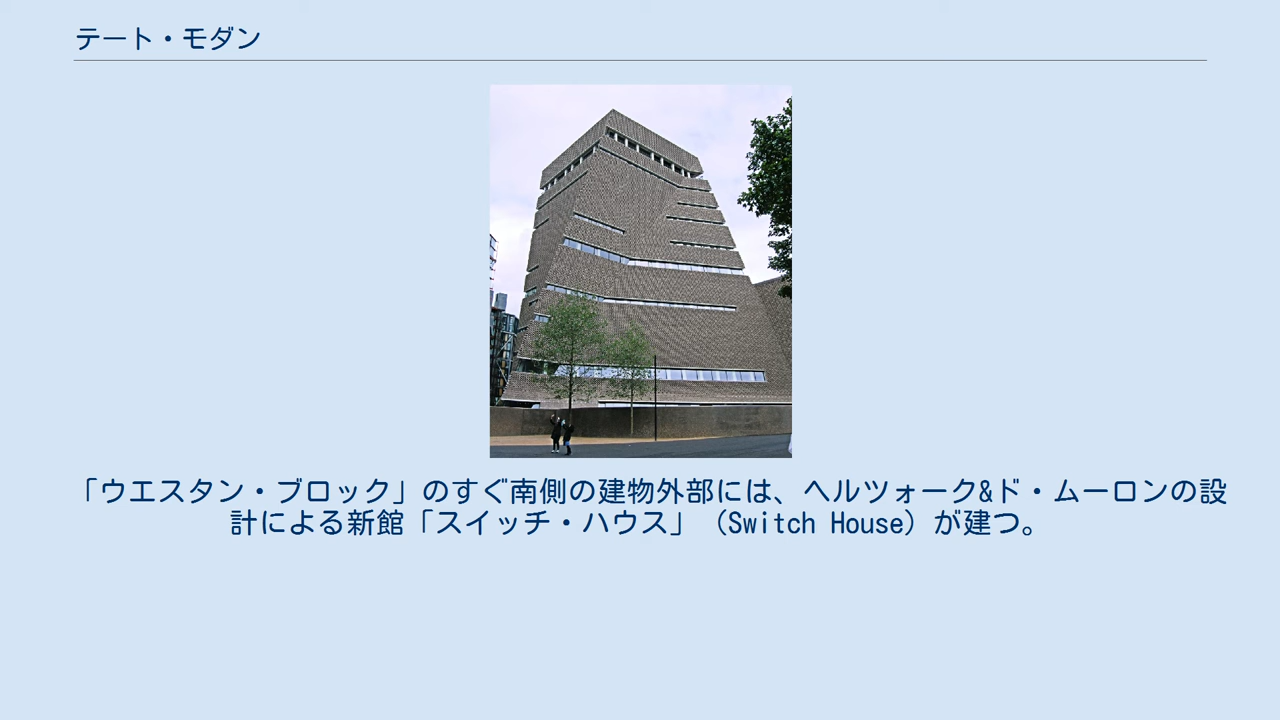 テート・モダン
「ウエスタン・ブロック」のすぐ南側の建物外部には、ヘルツォーク&ド・ムーロンの設
計による新館「スイッチ・ハウス」（Switch House）が建つ。